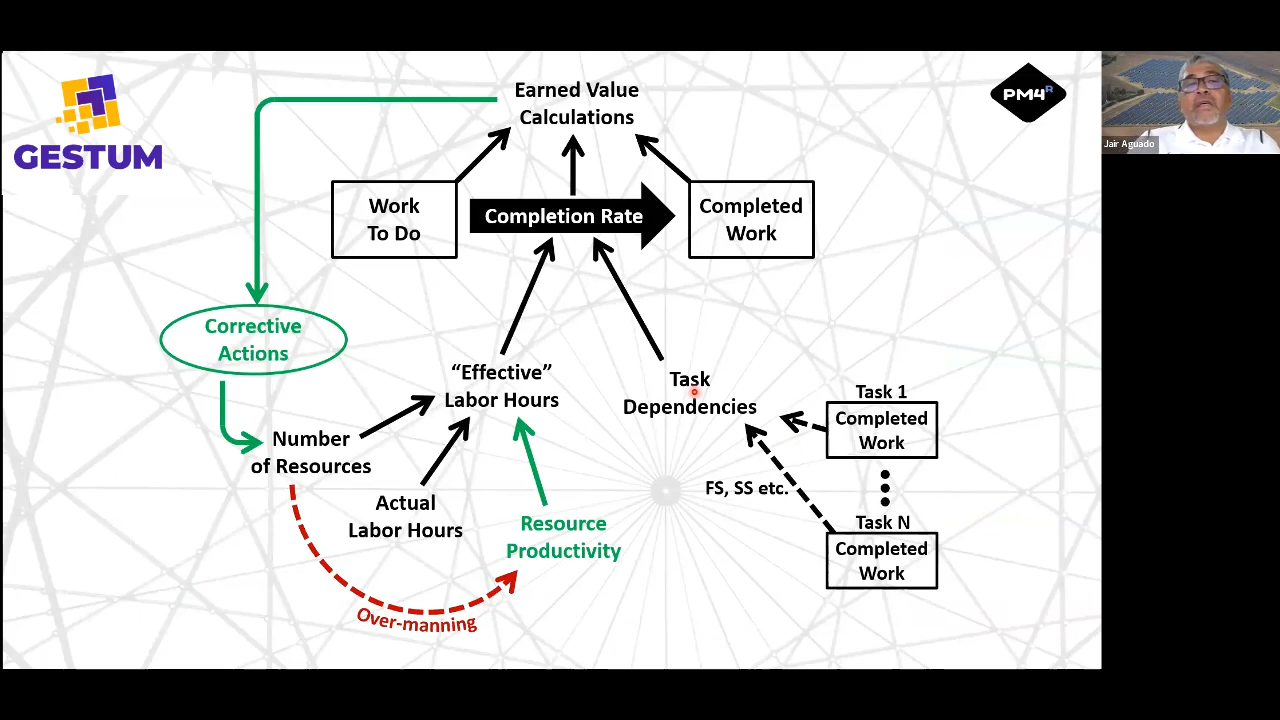 GESTUM
Earned Value
Calculations
PM4R
Jair Aguado
Work
To Do
Completion Rate
Completed
Work
Corrective
Actions
“Effective”
Labor Hours
Task
Dependencies
Task 1
Completed
Work
Number
of Resources
FS, SS etc.
Actual
Labor Hours
Resource
Productivity
Task N
Completed
Work
Over-manning